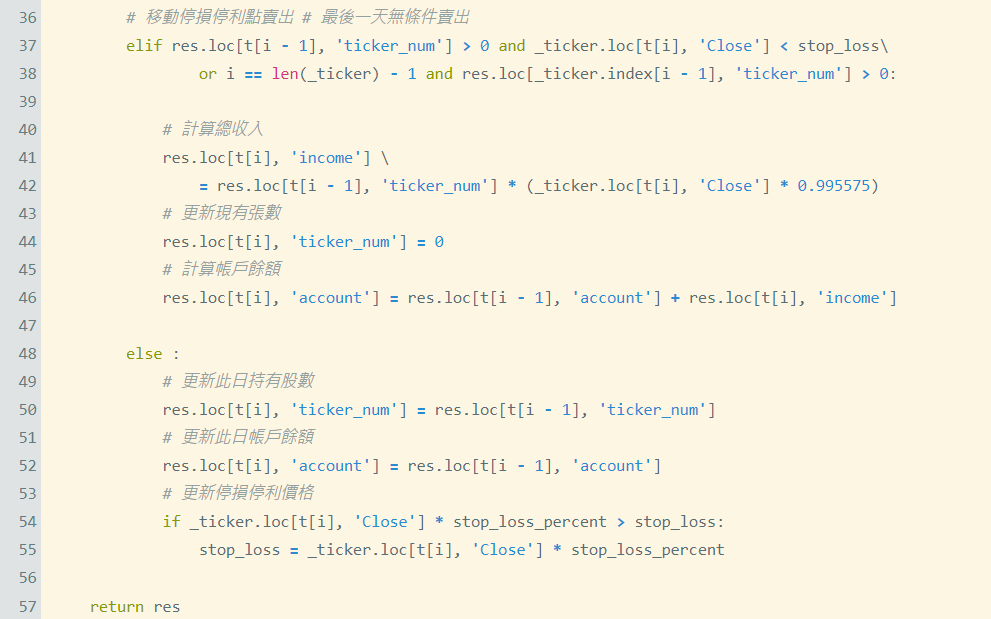 36 # 移動停損停利點賣出 # 最後一天無條件賣出
37 elif res.loc[t[i - 1], 'ticker_num'] > 0 and _ticker.loc[t[i], 'Close'] < stop_loss\
38 or i == len(_ticker) - 1 and res.loc[_ticker.index[i - 1], 'ticker_num'] > 0:
39
40 # 計算總收入
41 res.loc[t[i], 'income'] \
42 = res.loc[t[i - 1], 'ticker_num'] * (_ticker.loc[t[i], 'Close'] * 0.995575)
43 # 更新現有張數
44 res.loc[t[i], 'ticker_num'] = 0
45 # 計算帳戶餘額
46 res.loc[t[i], 'account'] = res.loc[t[i - 1], 'account'] + res.loc[t[i], 'income']
47
48 else :
49 # 更新此日持有股數
50 res.loc[t[i], 'ticker_num'] = res.loc[t[i - 1], 'ticker_num']
51 # 更新此日帳戶餘額
52 res.loc[t[i], 'account'] = res.loc[t[i - 1], 'account']
53 # 更新停損停利價格
54 if _ticker.loc[t[i], 'Close'] * stop_loss_percent > stop_loss:
55 stop_loss = _ticker.loc[t[i], 'Close'] * stop_loss_percent
56
57 return res